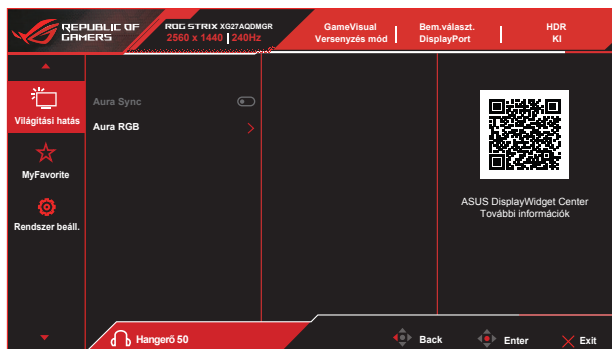 REPUBLIC OF
GAMERS
ROG STRIX XG27AQDMGR
2560 x 1440 | 240Hz
GameVisual
Versenyzés mód
Bem.választ.
DisplayPort
HDR
KI
Világítási hatás
Aura Sync
Aura RGB
MyFavorite
Rendszer beáll.
ASUS DisplayWidget Center
További információk
Hangerő 50
Back
Enter
Exit